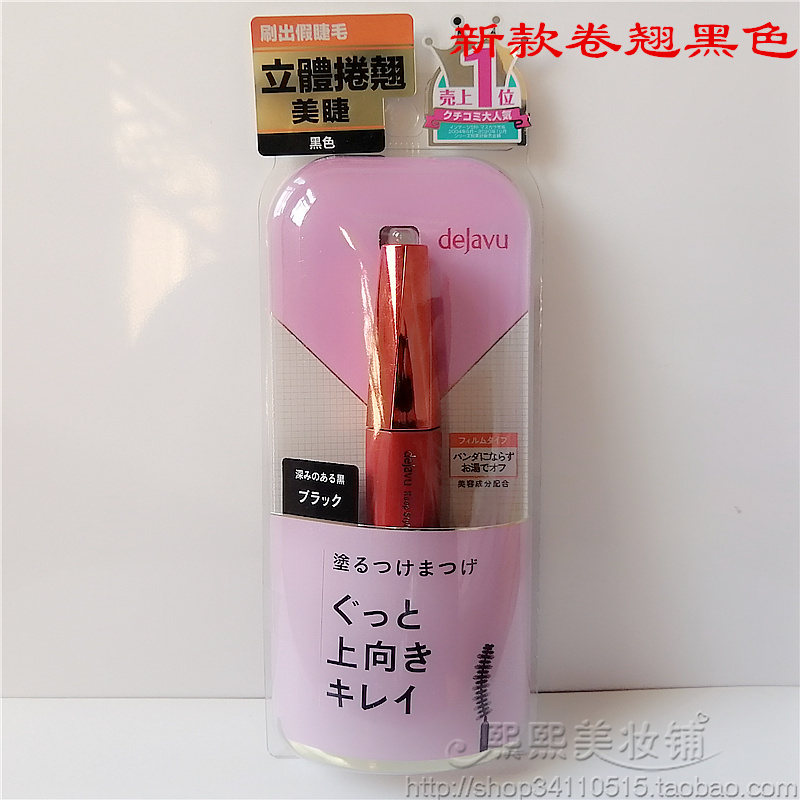 刷出假睫毛
立體捲翹
美睫
黑色
新款卷翘黑色
1
売上 位
クチコミ大人気
dejavu
フィルムタイプ
パンダにならず
お湯でオフ
美容成分配合
dejavu
深みのある黒
ブラック
塗るつけまつげ
ぐっと
上向き
キレイ
熙熙美妆铺
http://shop34110515.taobao.com